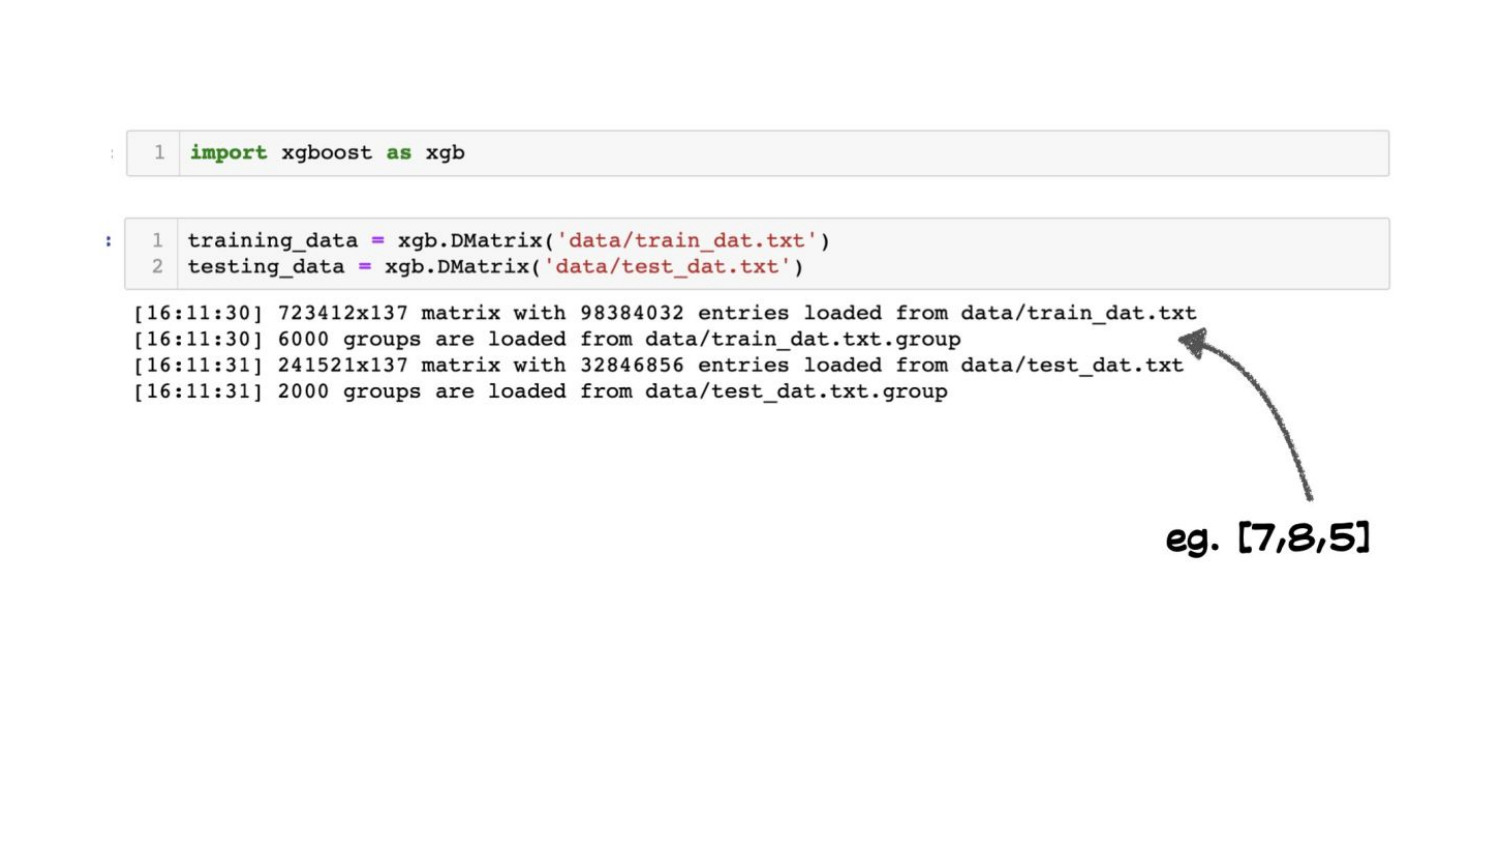 :
1 import xgboost as xgb
:
1 training_data = xgb.DMatrix('data/train_dat.txt')
2 testing_data = xgb.DMatrix('data/test_dat.txt')
[16:11:30] 723412x137 matrix with 98384032 entries loaded from data/train_dat.txt
[16:11:30] 6000 groups are loaded from data/train_dat.txt.group
[16:11:31] 241521x137 matrix with 32846856 entries loaded from data/test_dat.txt
[16:11:31] 2000 groups are loaded from data/test_dat.txt.group
eg. [7,8,5]